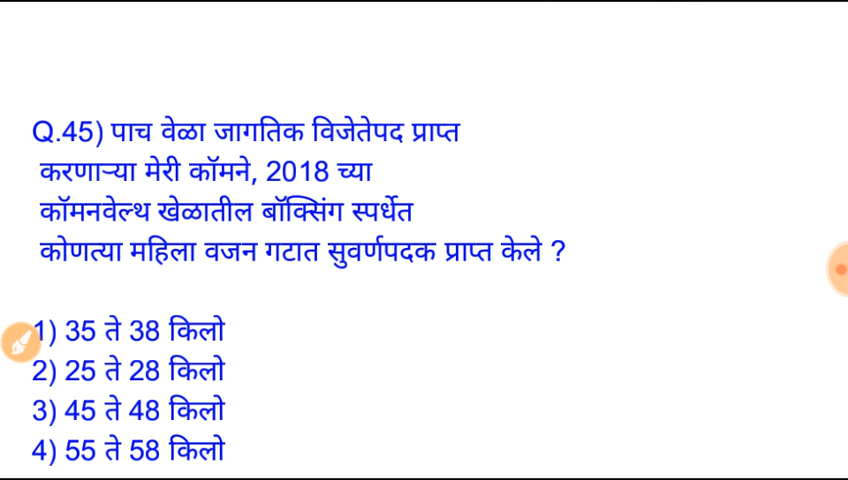 Q.45) पाच वेळा जागतिक विजेतेपद प्राप्त
करणाऱ्या मेरी कॉमने, 2018 च्या
कॉमनवेल्थ खेळातील बॉक्सिंग स्पर्धेत
कोणत्या महिला वजन गटात सुवर्णपदक प्राप्त केले ?
1) 35 ते 38 किलो
2) 25 ते 28 किलो
3) 45 ते 48 किलो
4) 55 ते 58 किलो